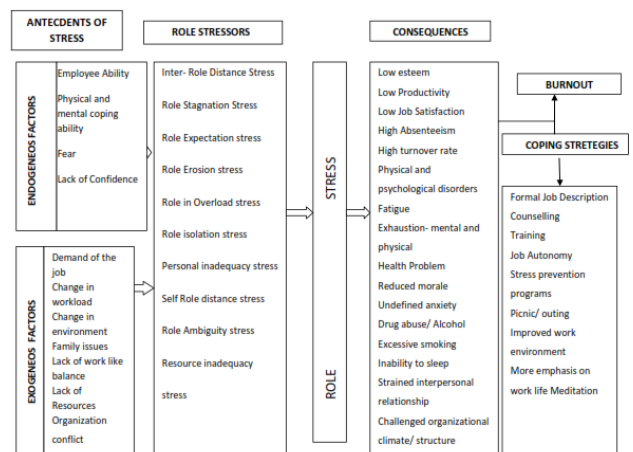 ANTECDENTS OF
STRESS
ROLE STRESSORS
CONSEQUENCES
ENDOGENEOS FACTORS
Employee Ability
Physical and
mental coping
ability
Fear
Lack of Confidence
EXOGENEOS FACTORS
Demand of the
job
Change in
workload
Change in
environment
Family issues
Lack of work like
balance
Lack of
Resources
Organization
conflict
Inter- Role Distance Stress
Role Stagnation Stress
Role Expectation stress
Role Erosion stress
Role in Overload stress
Role isolation stress
Personal inadequacy stress
Self Role distance stress
Role Ambiguity stress
Resource inadequacy
stress
ROLE STRESS
Low esteem
Low Productivity
Low Job Satisfaction
High Absenteeism
High turnover rate
Physical and
psychological disorders
Fatigue
Exhaustion- mental and
physical
Health Problem
Reduced morale
Undefined anxiety
Drug abuse/ Alcohol
Excessive smoking
Inability to sleep
Strained interpersonal
relationship
Challenged organizational
climate/ structure
BURNOUT
COPING STRETEGIES
Formal Job Description
Counselling
Training
Job Autonomy
Stress prevention
programs
Picnic/ outing
Improved work
environment
More emphasis on
work life Meditation